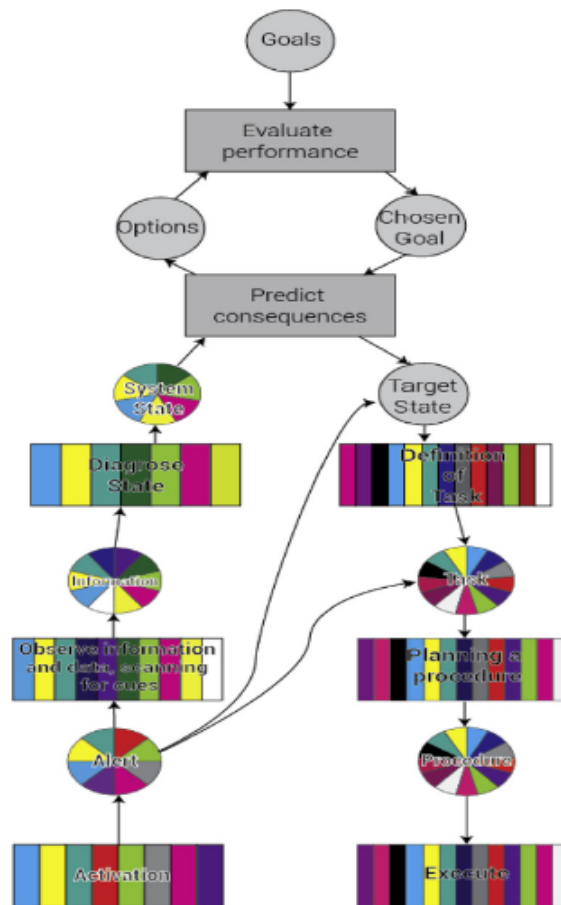 Goals
Evaluate
performance
Options
Chosen
Goal
Predict
consequences
System
State
Target
State
Diagrose
State
Definition
of
Task
Information
Task
Observe information
and data, scanning
for cues
Planning a
procedure
Alert
Procedure
Activation
Execute